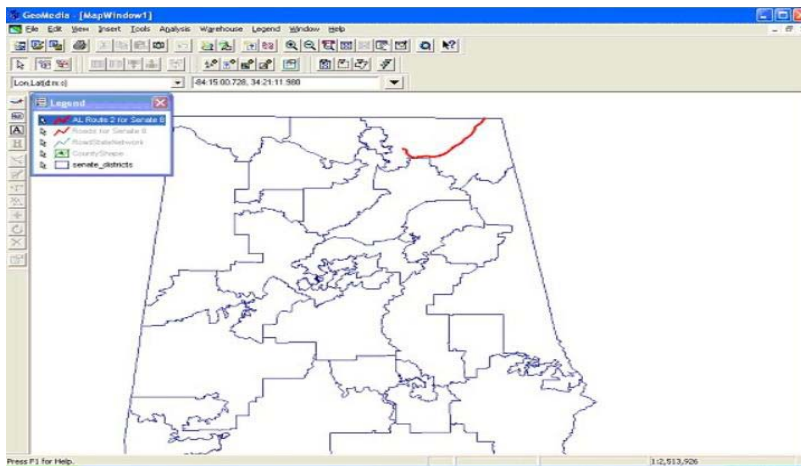 GeoMedia - [MapWindow1]
File Edit View Insert Tools Analysis Warehouse Legend Window Help
Lon,Lat(d:m:s) -84:15:00.728, 34:21:11.988
Legend
AL Route 2 for Senate 8
Roads for Senate 8
RoadStateNetwork
CountyShape
senate_districts
Press F1 for Help. 1:2,513,926